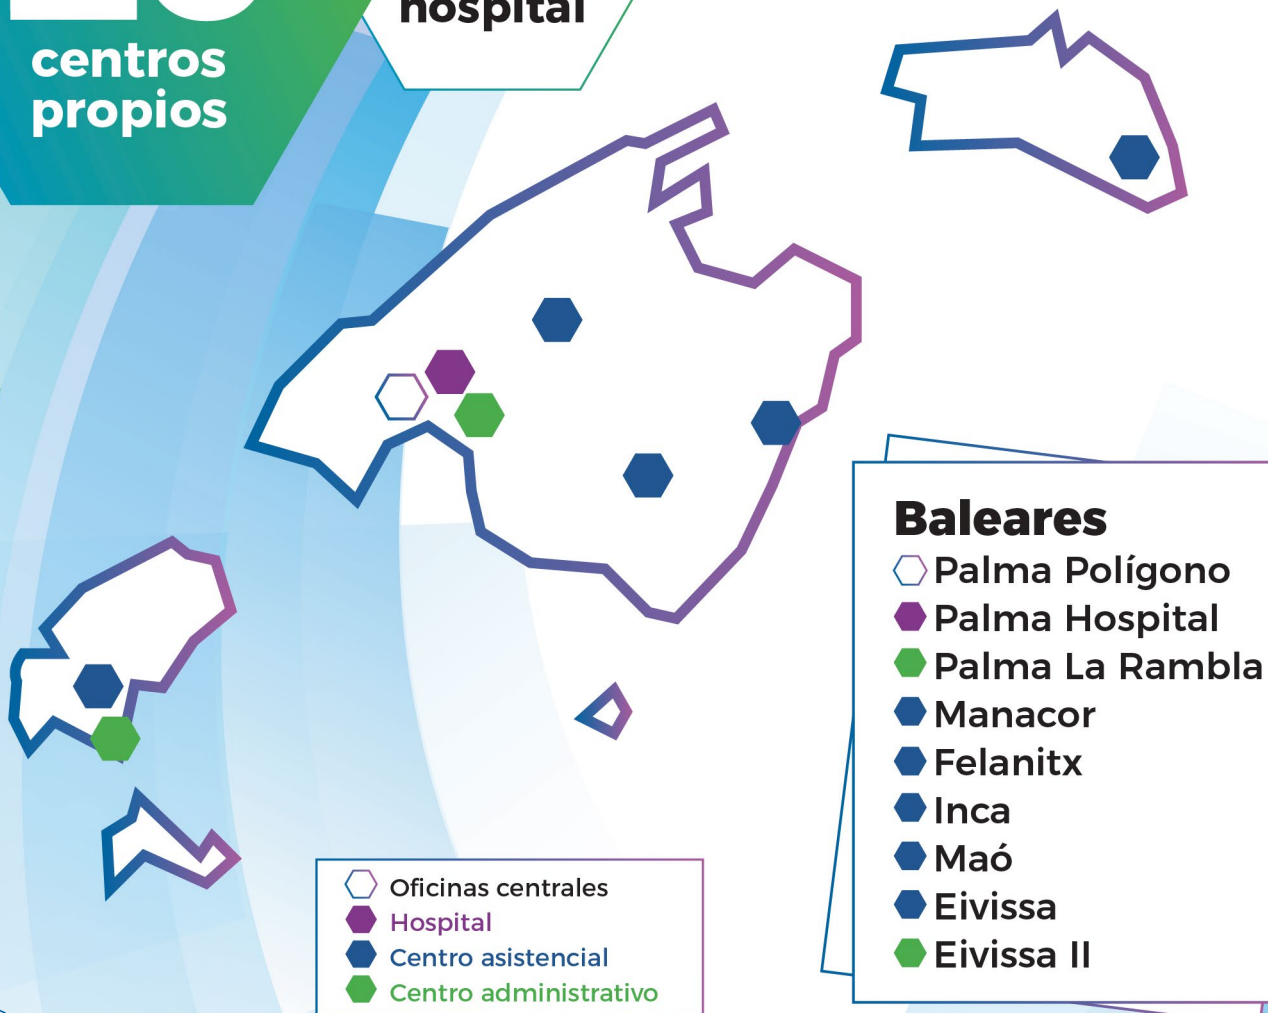 centros
propios
hospital
Baleares
Palma Polígono
Palma Hospital
Palma La Rambla
Manacor
Felanitx
Inca
Maó
Eivissa
Eivissa II
Oficinas centrales
Hospital
Centro asistencial
Centro administrativo